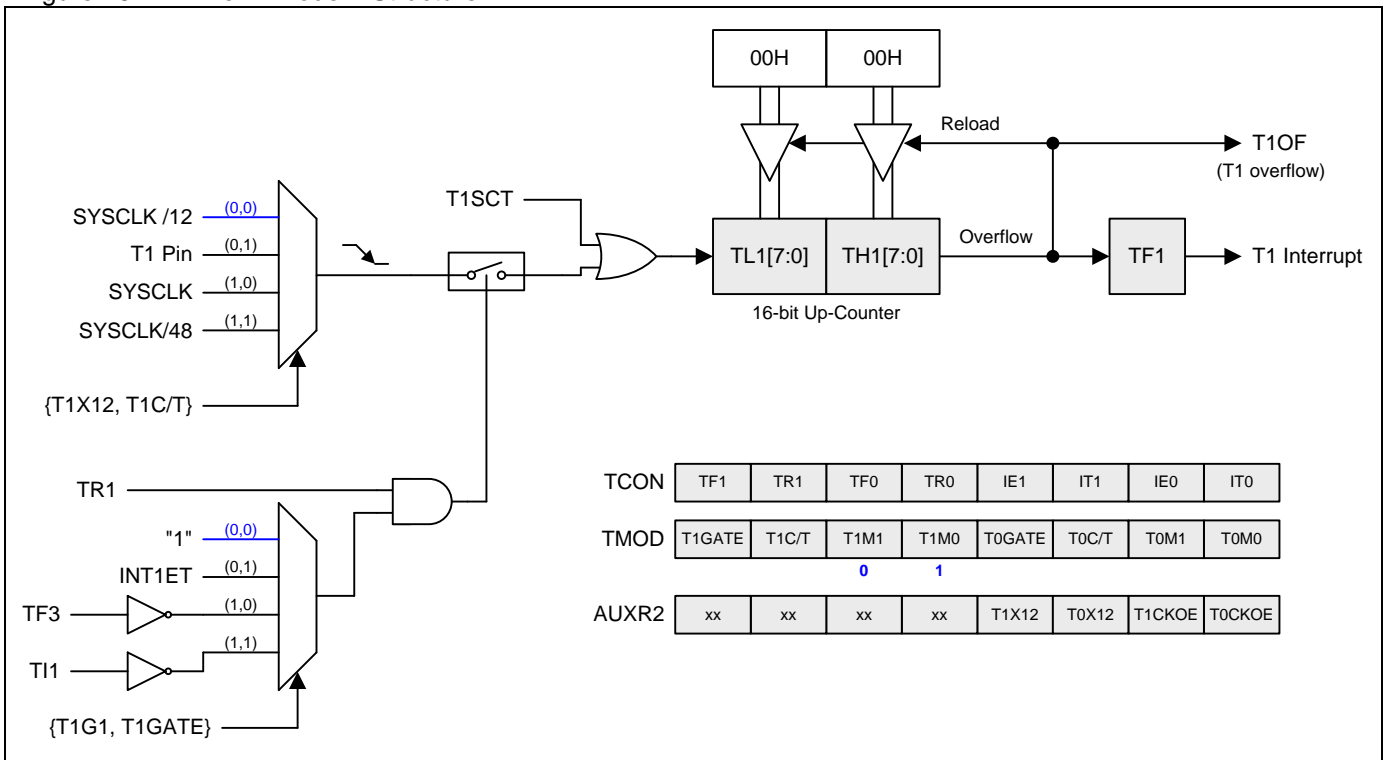 00H 00H
Reload
T1OF
(T1 overflow)
T1SCT
SYSCLK /12 (0,0)
T1 Pin (0,1)
SYSCLK (1,0)
SYSCLK/48 (1,1)
TL1[7:0] TH1[7:0] Overflow TF1 T1 Interrupt
16-bit Up-Counter
{T1X12, T1C/T}
TR1
"1" (0,0)
INT1ET (0,1)
TF3 (1,0)
TI1 (1,1)
{T1G1, T1GATE}
TCON TF1 TR1 TF0 TR0 IE1 IT1 IE0 IT0
TMOD T1GATE T1C/T T1M1 T1M0 T0GATE T0C/T T0M1 T0M0
0 1
AUXR2 xx xx xx xx T1X12 T0X12 T1CKOE T0CKOE